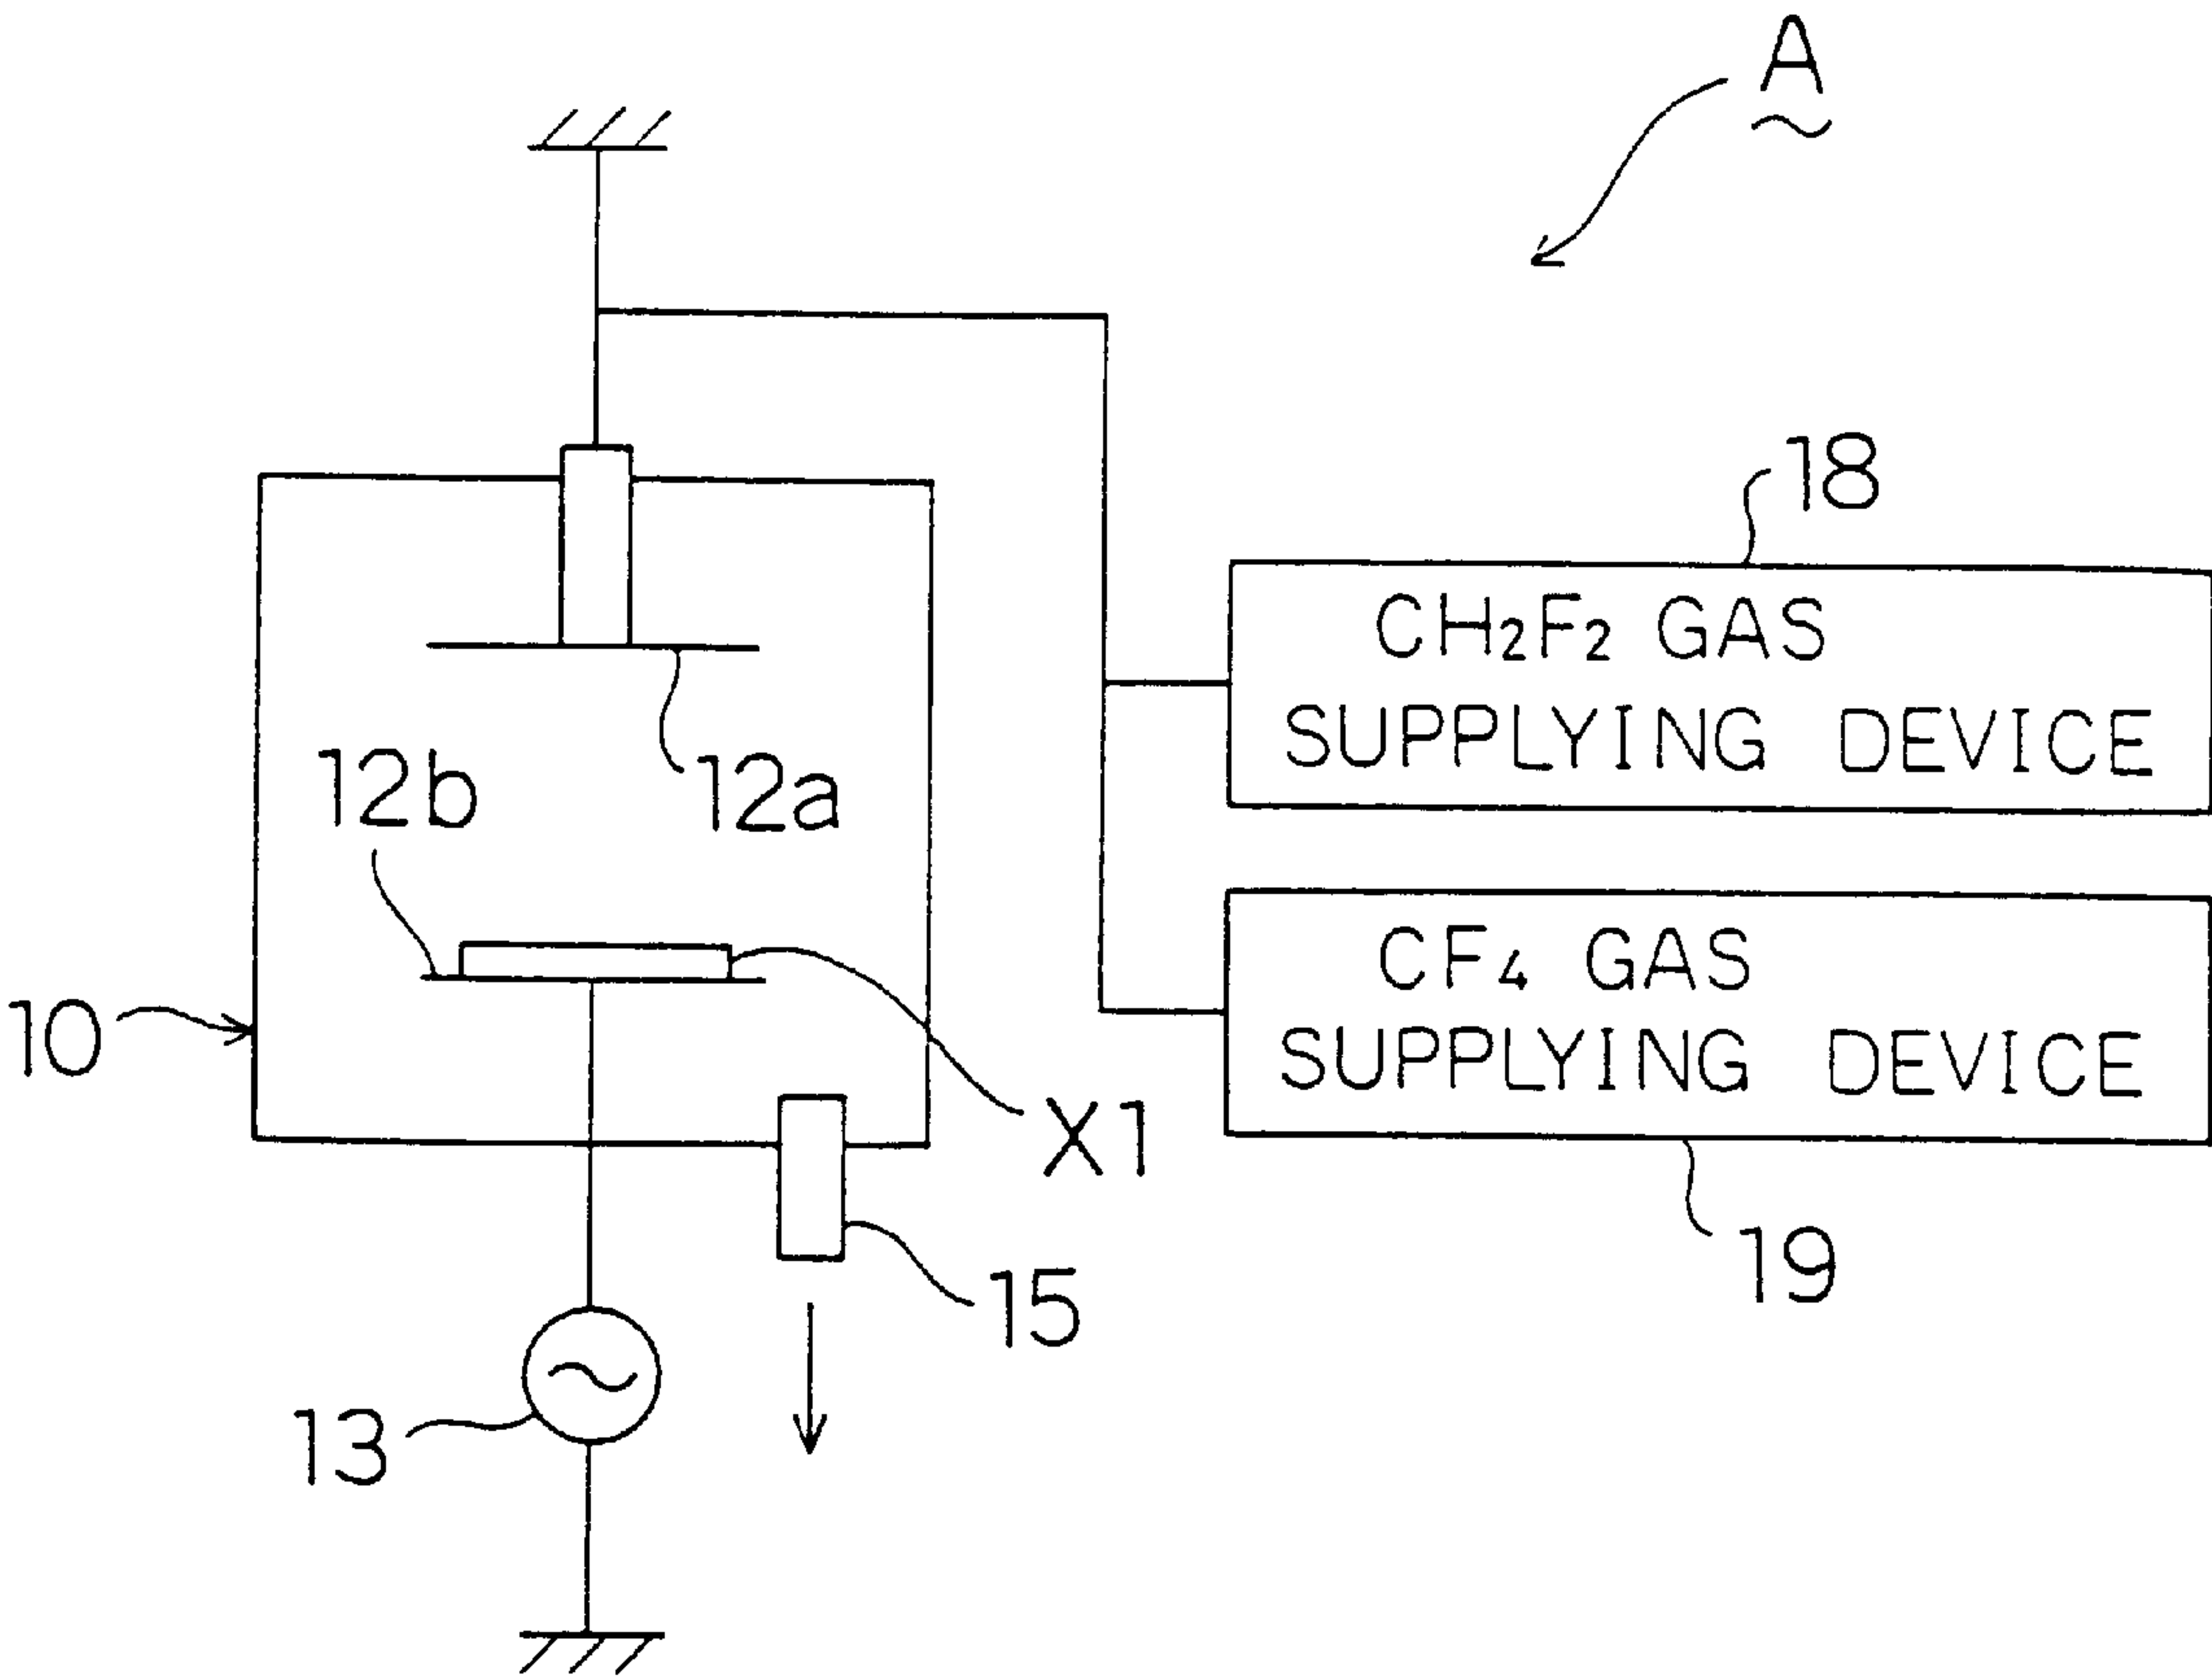 A
18
CH₂F₂ GAS
SUPPLYING DEVICE
12b
12a
CF₄ GAS
SUPPLYING DEVICE
10
X1
15
19
13